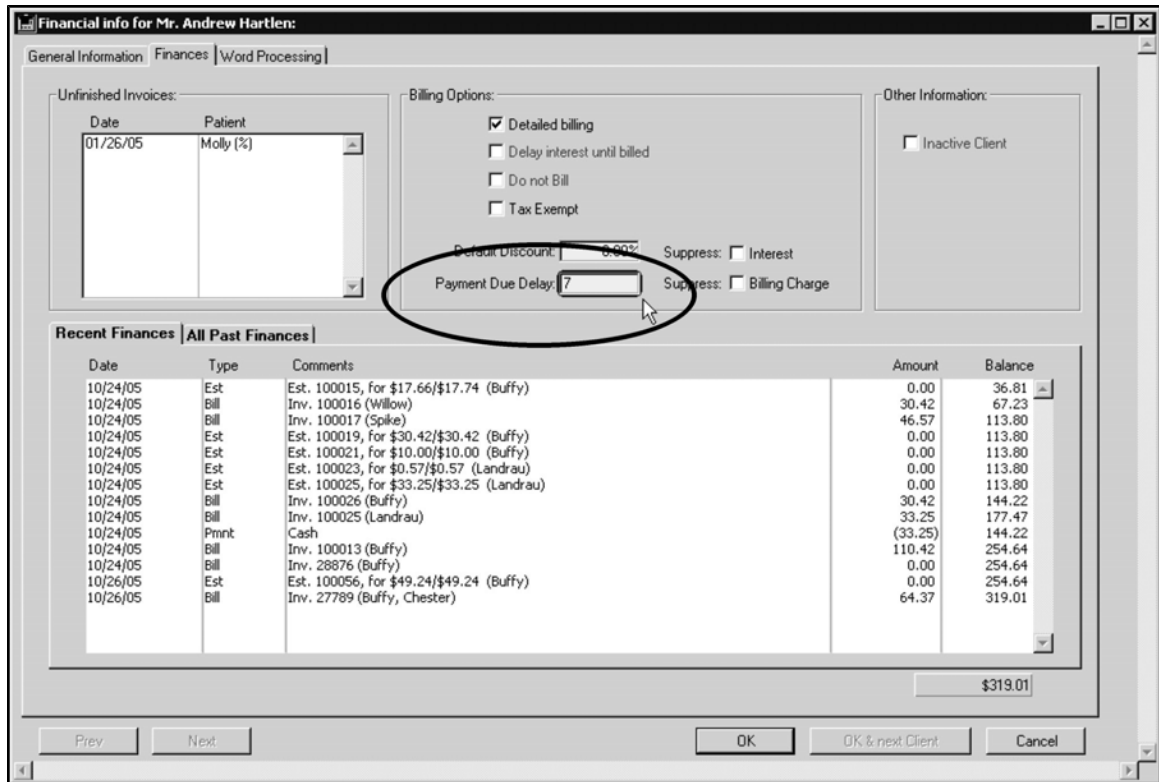 Financial info for Mr. Andrew Hartlen:
General Information Finances Word Processing
Unfinished Invoices:
Date Patient
01/26/05 Molly (%)
Billing Options:
Detailed billing
Delay interest until billed
Do not Bill
Tax Exempt
Default Discount: 0.00% Suppress: Interest
Payment Due Delay: 7 Suppress: Billing Charge
Other Information:
Inactive Client
Recent Finances All Past Finances
Date Type Comments Amount Balance
10/24/05 Est Est. 100015, for $17.66/$17.74 (Buffy) 0.00 36.81
10/24/05 Bill Inv. 100016 (Willow) 30.42 67.23
10/24/05 Bill Inv. 100017 (Spike) 46.57 113.80
10/24/05 Est Est. 100019, for $30.42/$30.42 (Buffy) 0.00 113.80
10/24/05 Est Est. 100021, for $10.00/$10.00 (Buffy) 0.00 113.80
10/24/05 Est Est. 100023, for $0.57/$0.57 (Landrau) 0.00 113.80
10/24/05 Est Est. 100025, for $33.25/$33.25 (Landrau) 0.00 113.80
10/24/05 Bill Inv. 100026 (Buffy) 30.42 144.22
10/24/05 Bill Inv. 100025 (Landrau) 33.25 177.47
10/24/05 Pmnt Cash (33.25) 144.22
10/24/05 Bill Inv. 100013 (Buffy) 110.42 254.64
10/24/05 Bill Inv. 28876 (Buffy) 0.00 254.64
10/26/05 Est Est. 100056, for $49.24/$49.24 (Buffy) 0.00 254.64
10/26/05 Bill Inv. 27789 (Buffy, Chester) 64.37 319.01
$319.01
Prev Next OK OK & next Client Cancel